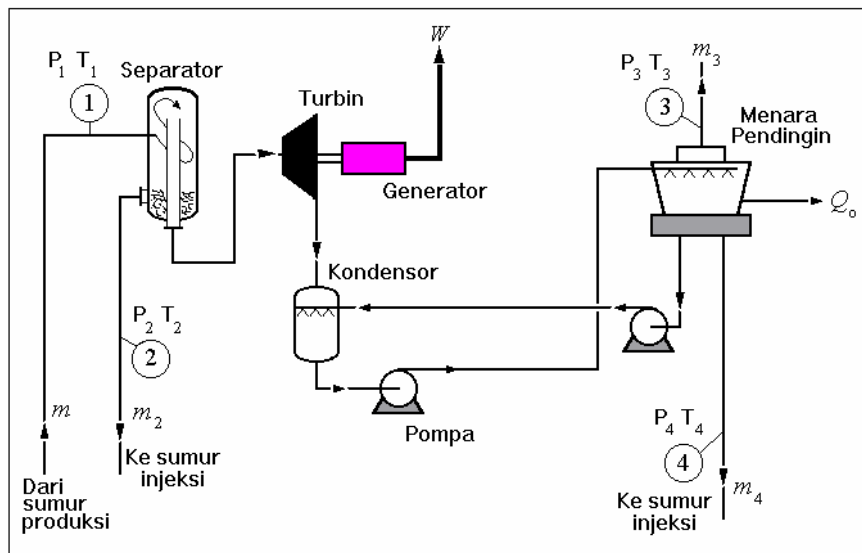 W
P₁ T₁
Separator
1
Turbin
Generator
P₃ T₃
m₃
3
Menara
Pendingin
Qₒ
Kondensor
P₂ T₂
2
m
m₂
Pompa
P₄ T₄
4
m₄
Dari
sumur
produksi
Ke sumur
injeksi
Ke sumur
injeksi